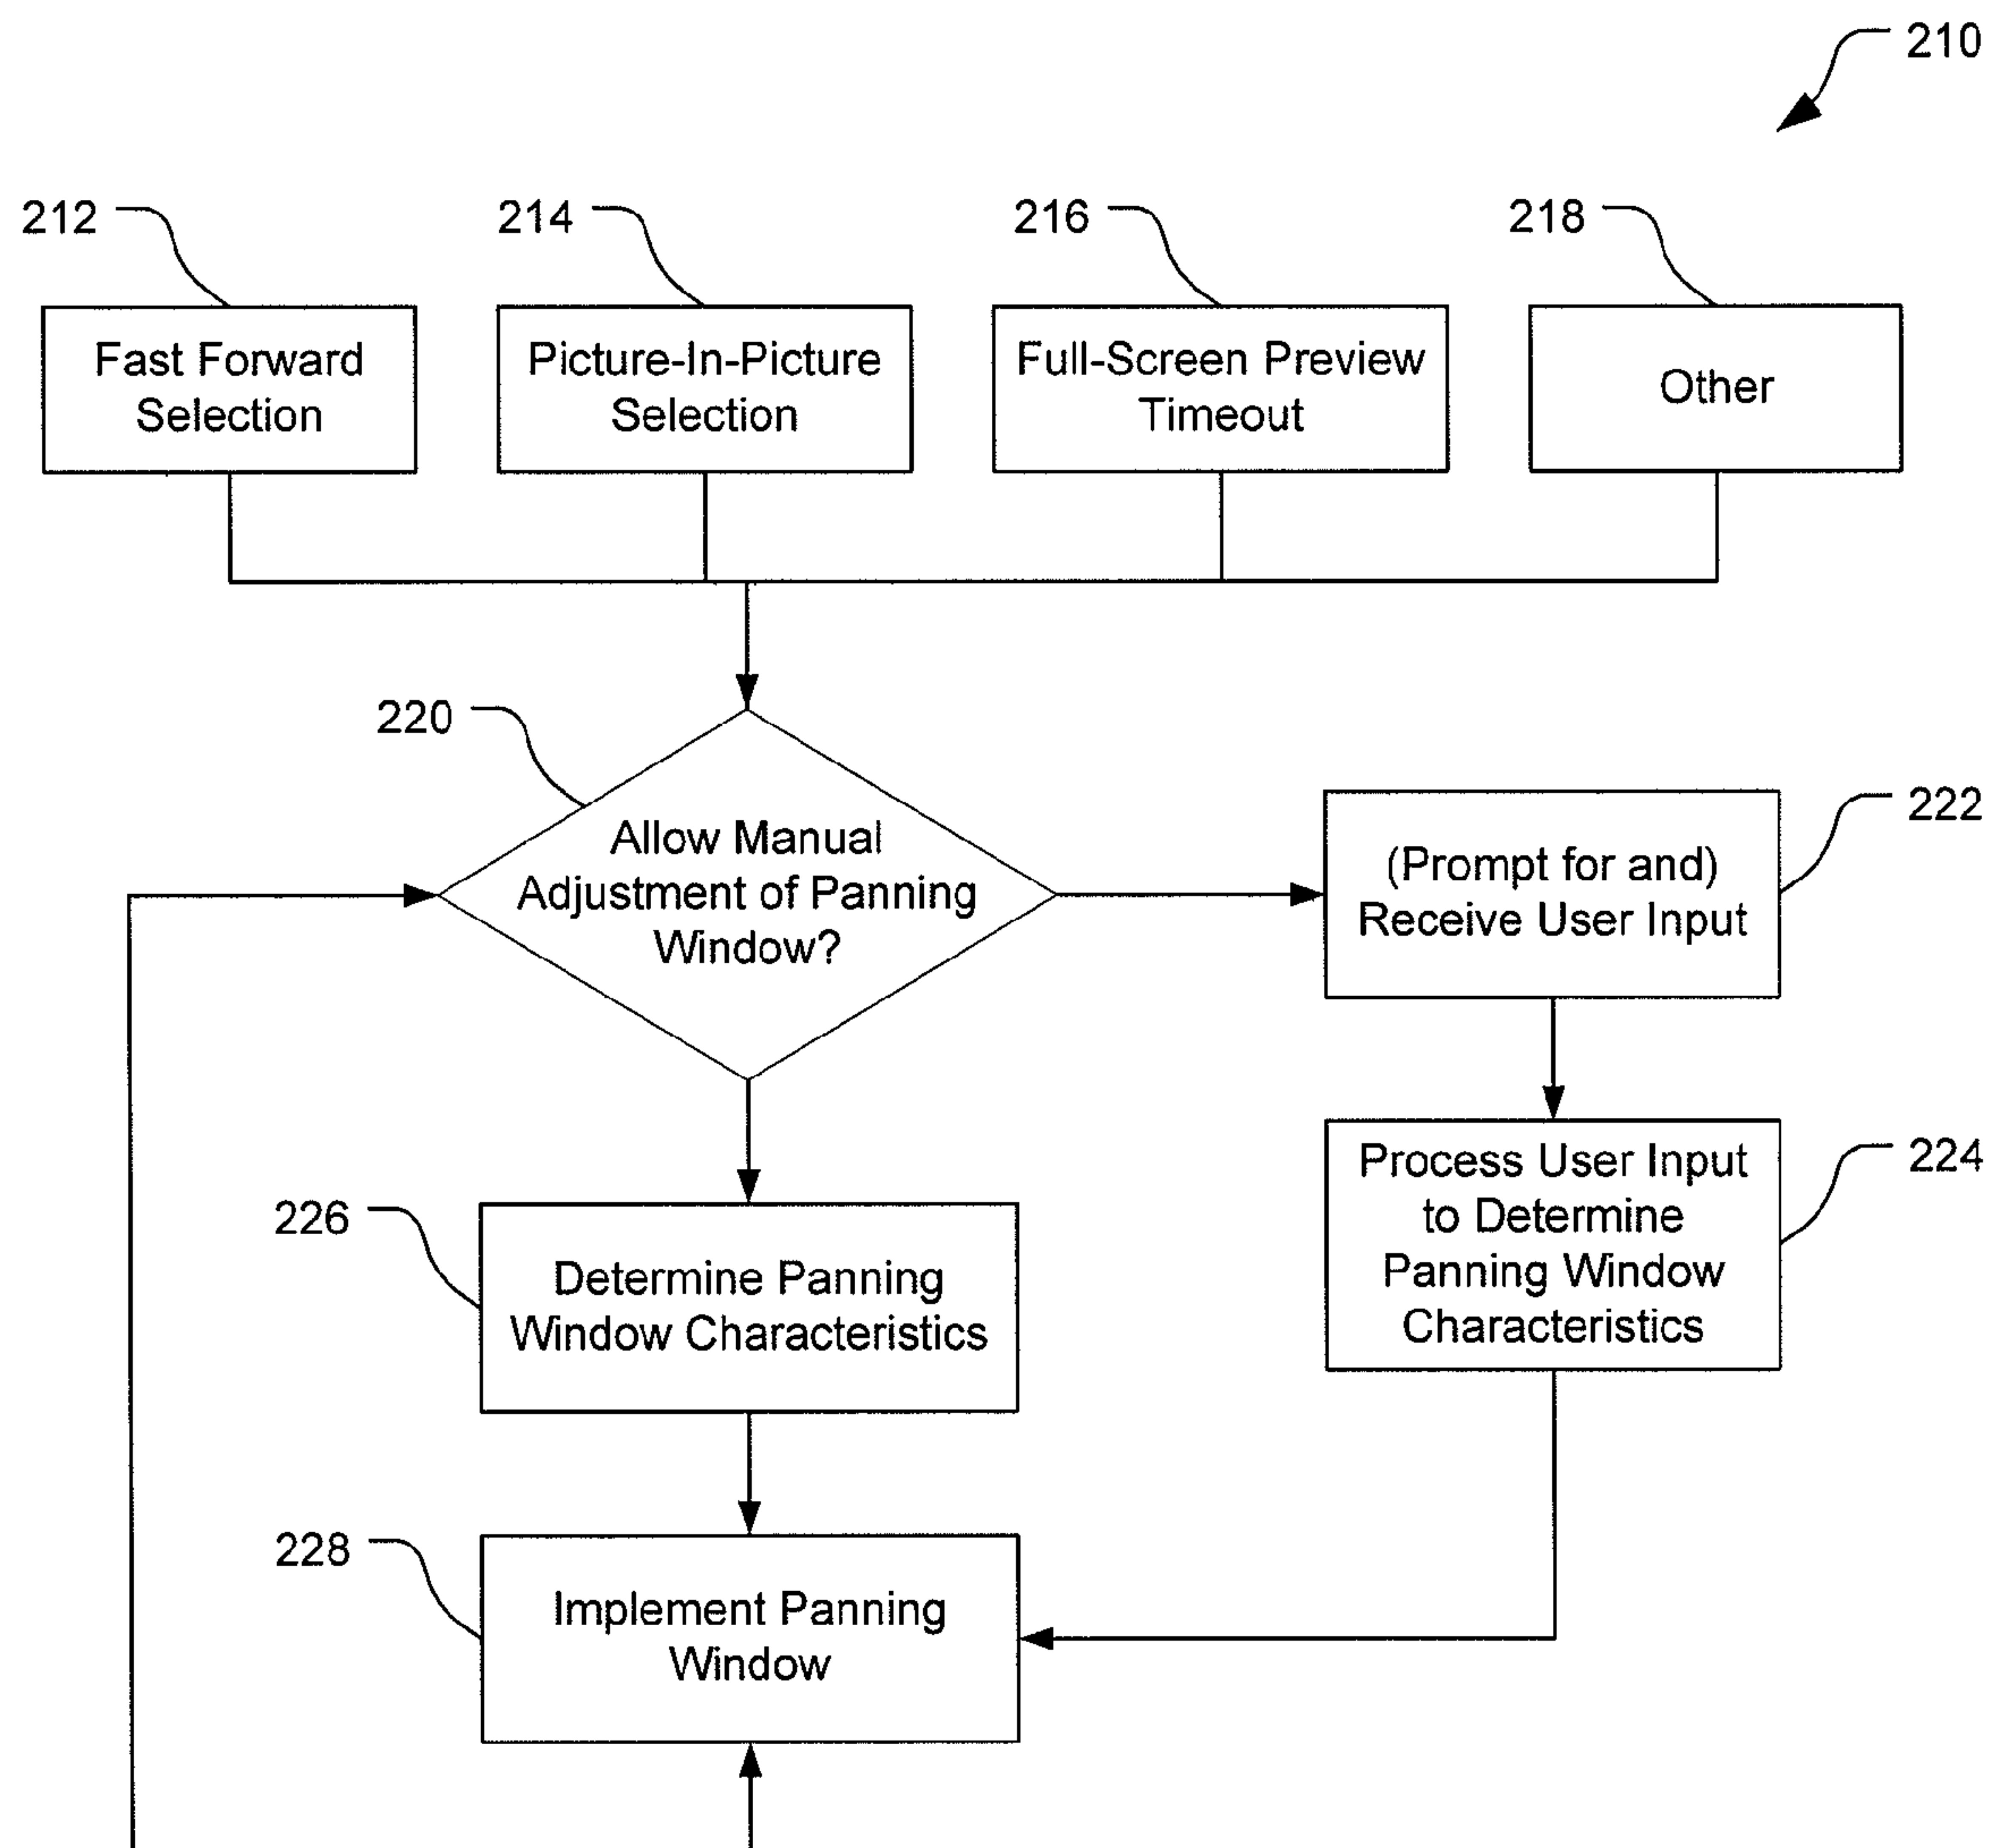 210
212
214
216
218
Fast Forward
Selection
Picture-In-Picture
Selection
Full-Screen Preview
Timeout
Other
220
Allow Manual
Adjustment of Panning
Window?
222
(Prompt for and)
Receive User Input
224
Process User Input
to Determine
Panning Window
Characteristics
226
Determine Panning
Window Characteristics
228
Implement Panning
Window